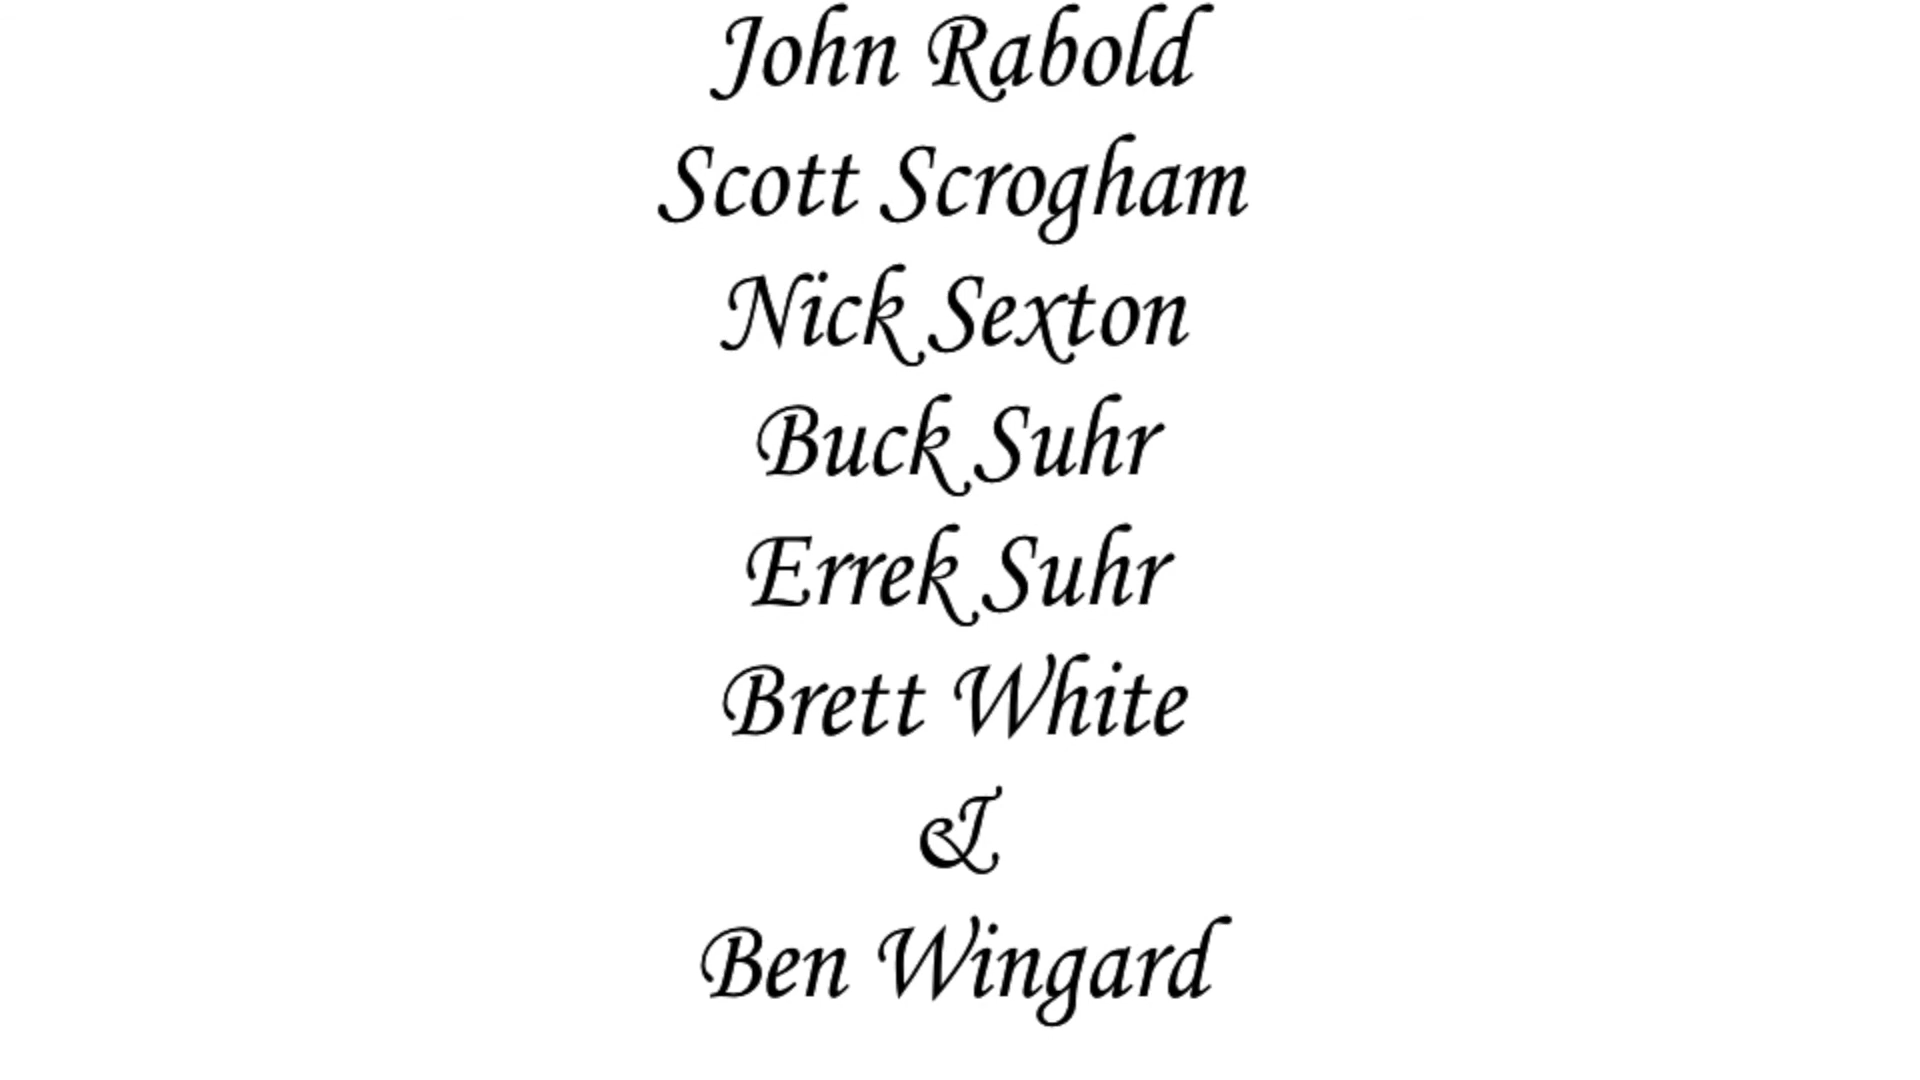 John Rabold
Scott Scrogham
Nick Sexton
Buck Suhr
Errek Suhr
Brett White
&
Ben Wingard